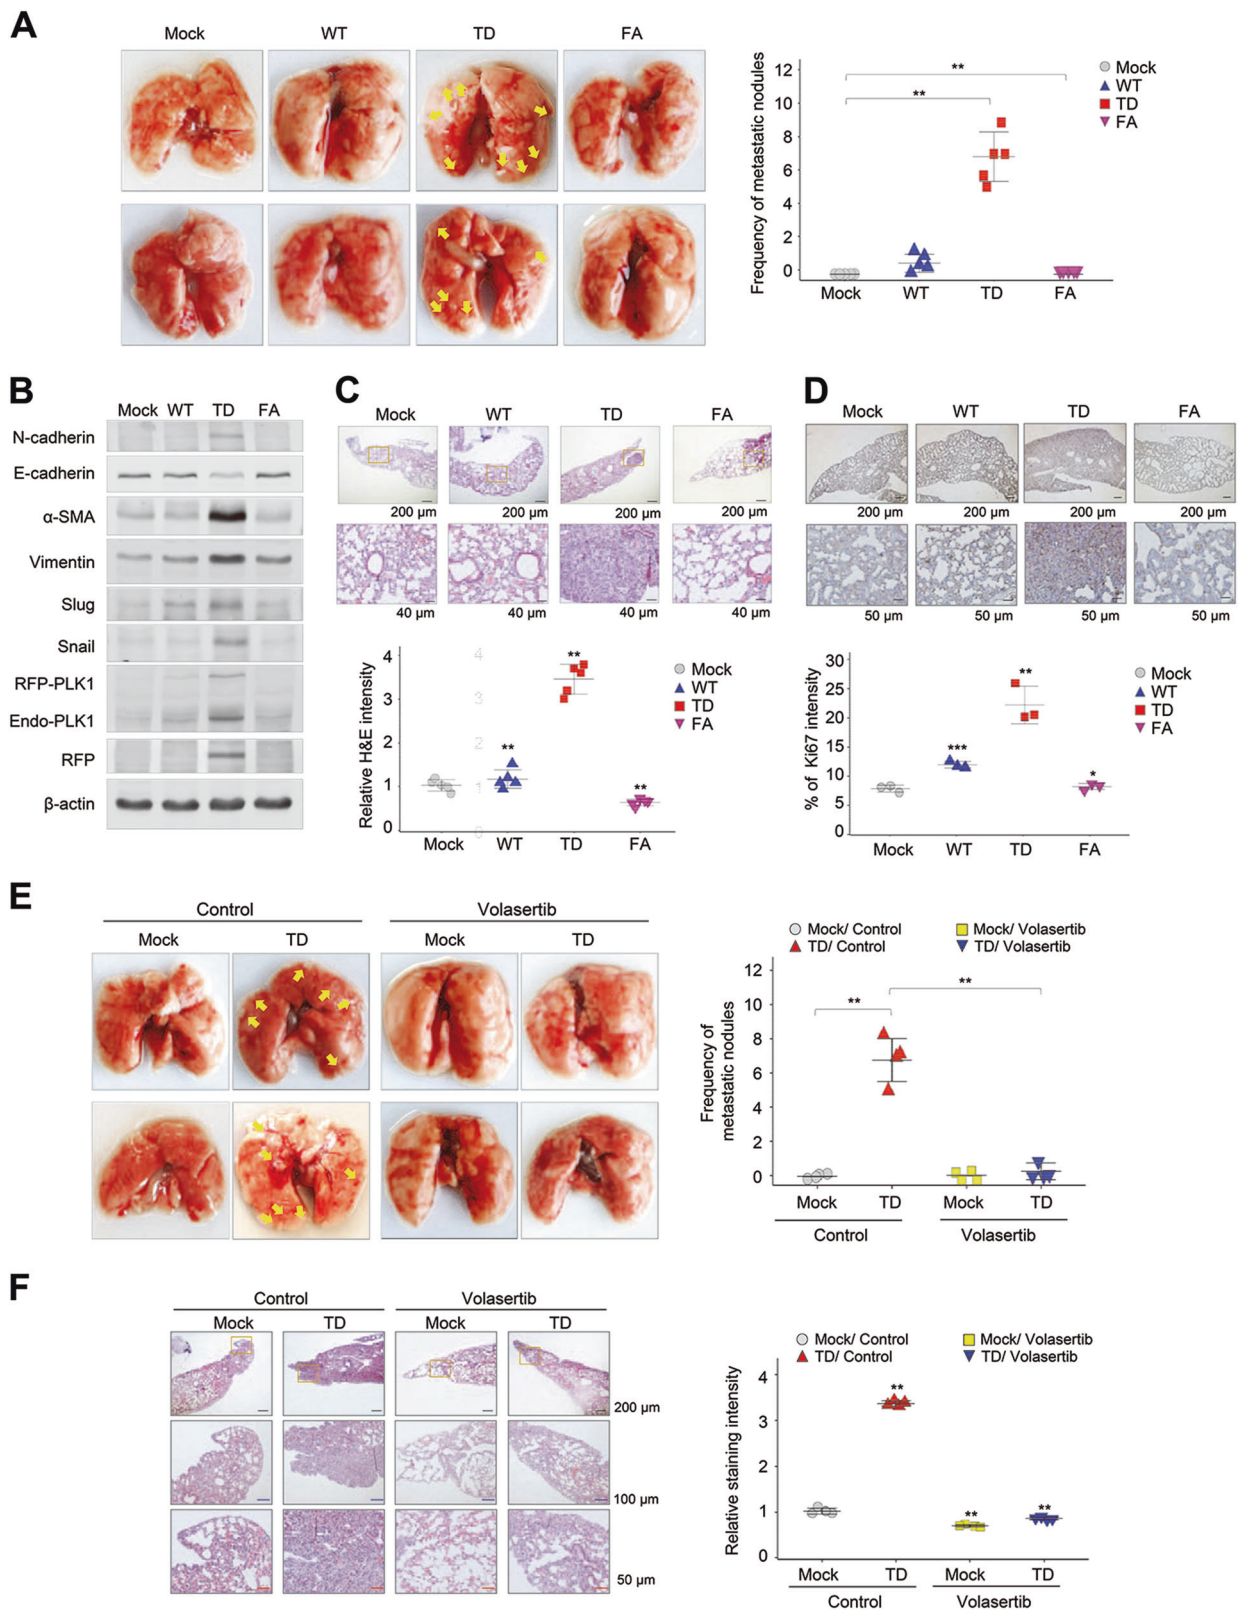 A
Mock WT TD FA
Frequency of metastatic nodules
12
10
8
6
4
2
0
** 
**
Mock
WT
TD
FA
Mock WT TD FA
B
Mock WT TD FA
N-cadherin
E-cadherin
α-SMA
Vimentin
Slug
Snail
RFP-PLK1
Endo-PLK1
RFP
β-actin
C
Mock WT TD FA
200 µm 200 µm 200 µm 200 µm
40 µm 40 µm 40 µm 40 µm
Relative H&E intensity
4
3
2
1
0
4
3
2
1
0
** ** **
Mock
WT
TD
FA
Mock WT TD FA
D
Mock WT TD FA
200 µm 200 µm 200 µm 200 µm
50 µm 50 µm 50 µm 50 µm
% of Ki67 intensity
30
25
20
15
10
5
0
*** ** *
Mock
WT
TD
FA
Mock WT TD FA
E
Control Volasertib
Mock TD Mock TD
Mock/ Control Mock/ Volasertib
TD/ Control TD/ Volasertib
Frequency of
metastatic nodules
12
10
8
6
4
2
0
** **
Mock TD Mock TD
Control Volasertib
F
Control Volasertib
Mock TD Mock TD
200 µm
100 µm
50 µm
Mock/ Control Mock/ Volasertib
TD/ Control TD/ Volasertib
Relative staining intensity
4
3
2
1
0
** ** **
Mock TD Mock TD
Control Volasertib